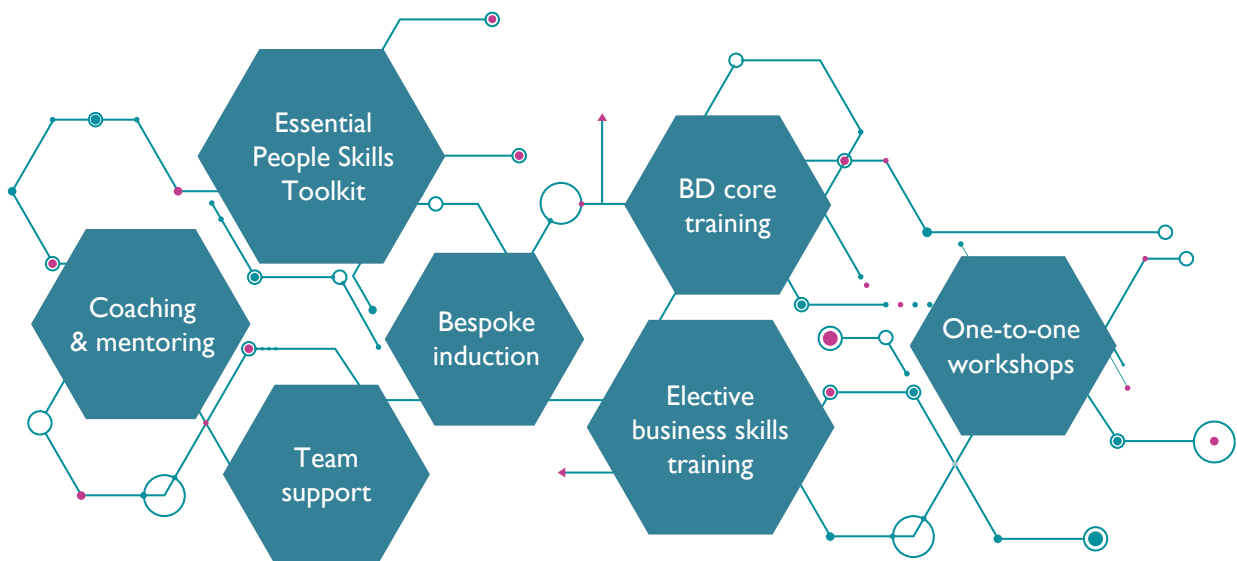 Essential
People Skills
Toolkit
BD core
training
Coaching
& mentoring
Bespoke
induction
One-to-one
workshops
Elective
business skills
training
Team
support